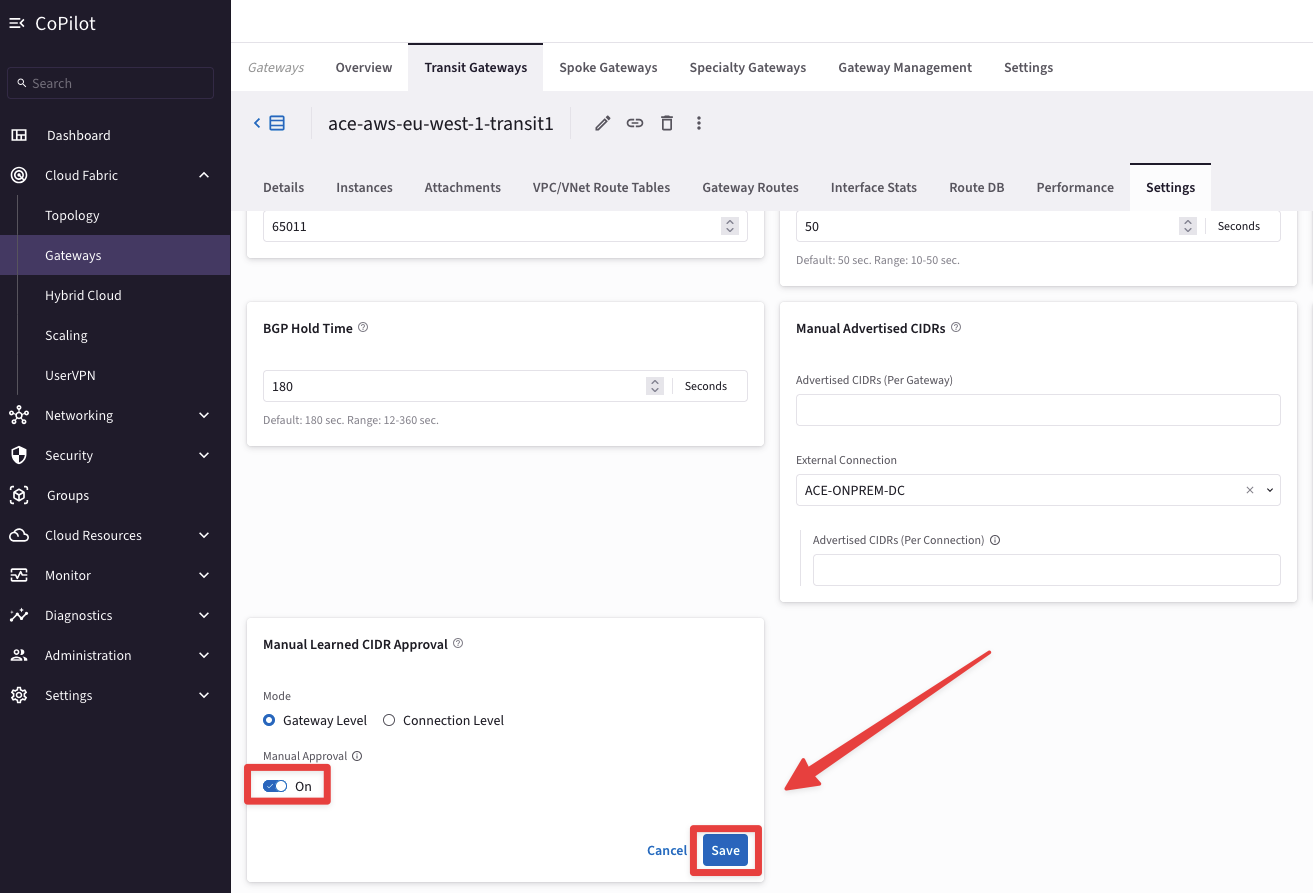 CoPilot
Search
Dashboard
Cloud Fabric
Topology
Gateways
Hybrid Cloud
Scaling
UserVPN
Networking
Security
Groups
Cloud Resources
Monitor
Diagnostics
Administration
Settings
Gateways Overview Transit Gateways Spoke Gateways Specialty Gateways Gateway Management Settings
ace-aws-eu-west-1-transit1
Details Instances Attachments VPC/VNet Route Tables Gateway Routes Interface Stats Route DB Performance Settings
65011
50 Seconds
Default: 50 sec. Range: 10-50 sec.
BGP Hold Time
180 Seconds
Default: 180 sec. Range: 12-360 sec.
Manual Advertised CIDRs
Advertised CIDRs (Per Gateway)
External Connection
ACE-ONPREM-DC
Advertised CIDRs (Per Connection)
Manual Learned CIDR Approval
Mode
Gateway Level Connection Level
Manual Approval
On
Cancel Save